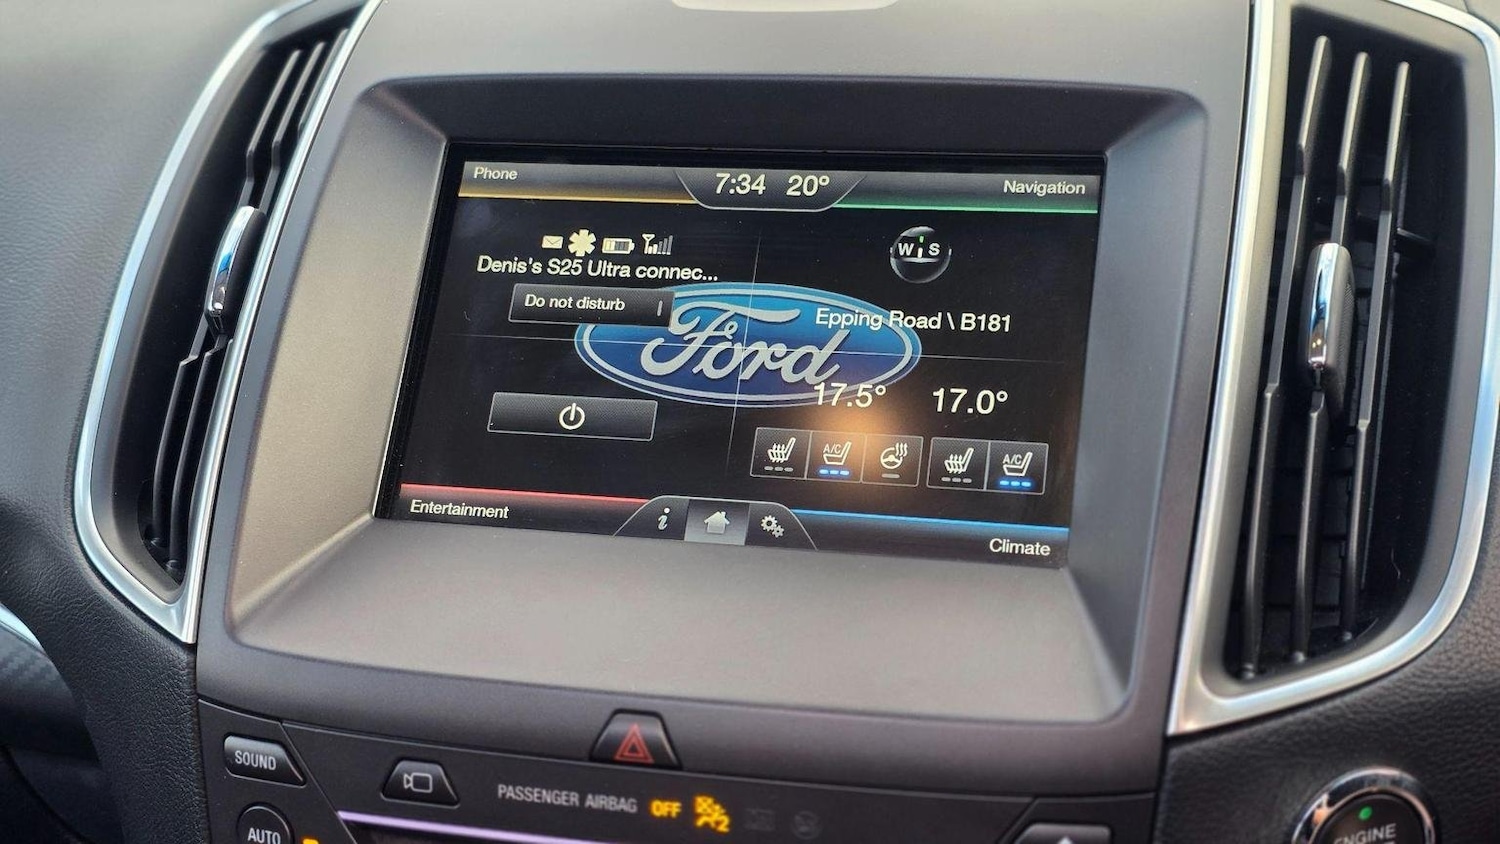 Phone
7:34 20°
Navigation
Denis's S25 Ultra connec...
W S
Do not disturb
Ford
Epping Road \ B181
17.5° 17.0°
A/C
A/C
Entertainment
i
Climate
SOUND
PASSENGER AIRBAG OFF
2
AUTO
ENGINE